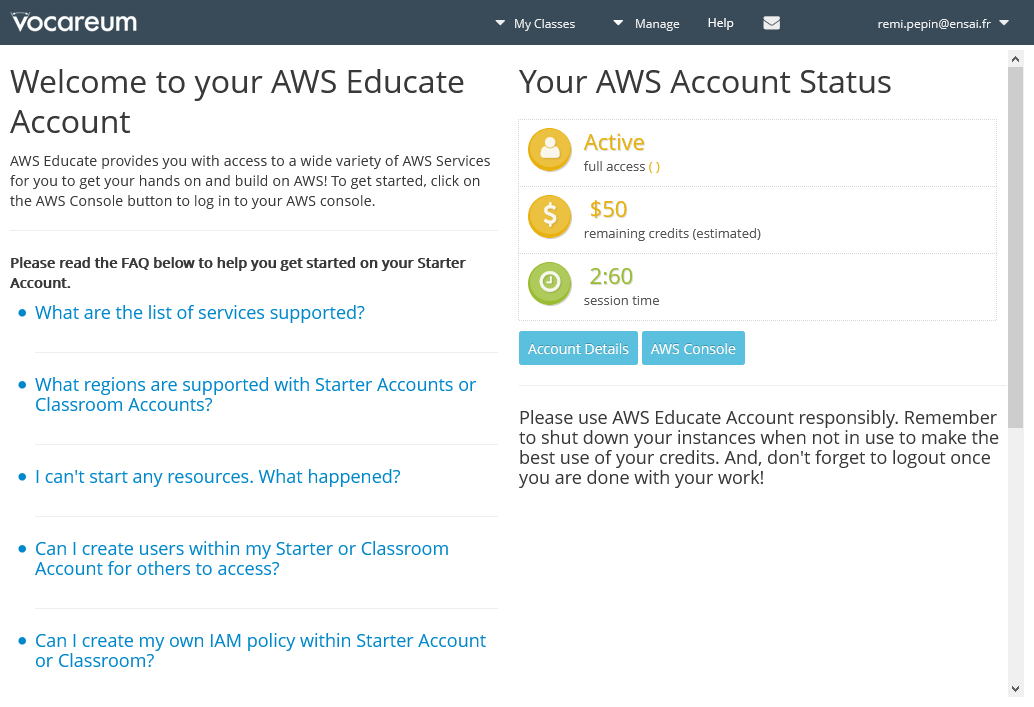 Vocareum
My Classes
Manage
Help
remi.pepin@ensai.fr
Welcome to your AWS Educate
Account
AWS Educate provides you with access to a wide variety of AWS Services
for you to get your hands on and build on AWS! To get started, click on
the AWS Console button to log in to your AWS console.
Please read the FAQ below to help you get started on your Starter
Account.
What are the list of services supported?
What regions are supported with Starter Accounts or
Classroom Accounts?
I can't start any resources. What happened?
Can I create users within my Starter or Classroom
Account for others to access?
Can I create my own IAM policy within Starter Account
or Classroom?
Your AWS Account Status
Active
full access ( )
$
$50
remaining credits (estimated)
2:60
session time
Account Details
AWS Console
Please use AWS Educate Account responsibly. Remember
to shut down your instances when not in use to make the
best use of your credits. And, don't forget to logout once
you are done with your work!